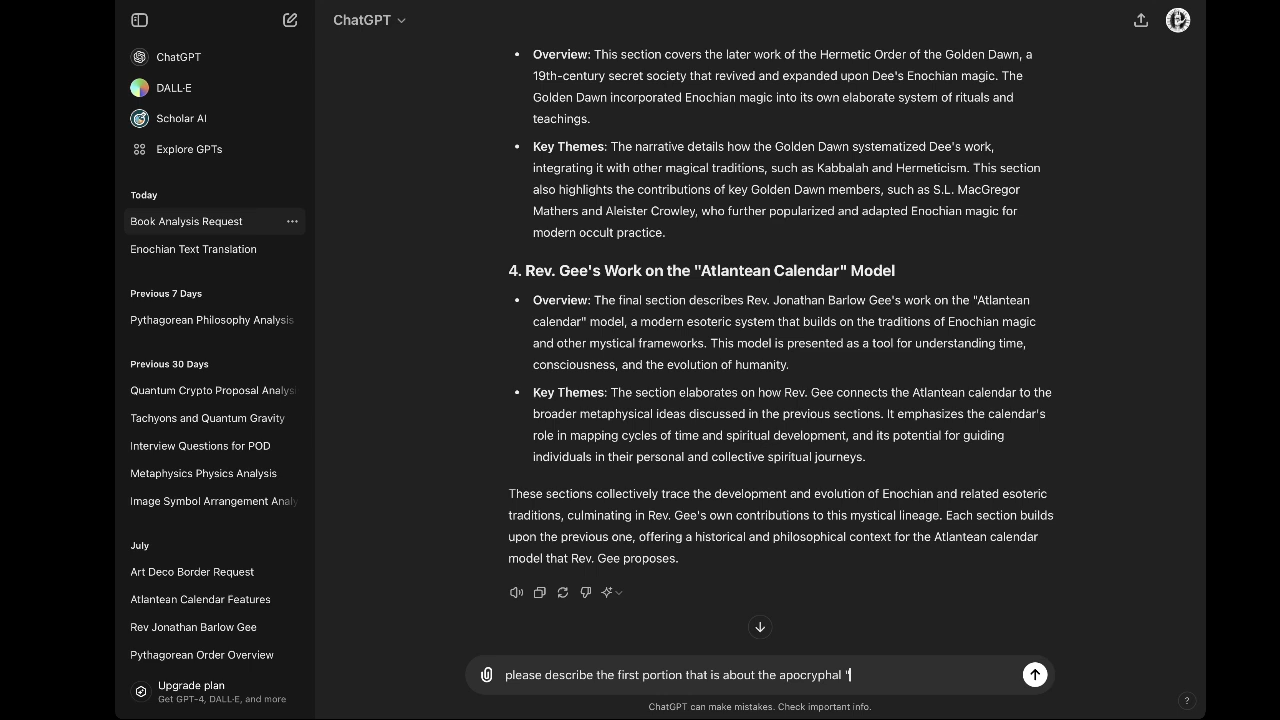 ChatGPT
DALL·E
Scholar AI
Explore GPTs
Today
Book Analysis Request
Enochian Text Translation
Previous 7 Days
Pythagorean Philosophy Analysis
Previous 30 Days
Quantum Crypto Proposal Analysi
Tachyons and Quantum Gravity
Interview Questions for POD
Metaphysics Physics Analysis
Image Symbol Arrangement Analy
July
Art Deco Border Request
Atlantean Calendar Features
Rev Jonathan Barlow Gee
Pythagorean Order Overview
Upgrade plan
Get GPT-4, DALL·E, and more
ChatGPT
• Overview: This section covers the later work of the Hermetic Order of the Golden Dawn, a
19th-century secret society that revived and expanded upon Dee's Enochian magic. The
Golden Dawn incorporated Enochian magic into its own elaborate system of rituals and
teachings.
• Key Themes: The narrative details how the Golden Dawn systematized Dee's work,
integrating it with other magical traditions, such as Kabbalah and Hermeticism. This section
also highlights the contributions of key Golden Dawn members, such as S.L. MacGregor
Mathers and Aleister Crowley, who further popularized and adapted Enochian magic for
modern occult practice.
4. Rev. Gee's Work on the "Atlantean Calendar" Model
• Overview: The final section describes Rev. Jonathan Barlow Gee's work on the "Atlantean
calendar" model, a modern esoteric system that builds on the traditions of Enochian magic
and other mystical frameworks. This model is presented as a tool for understanding time,
consciousness, and the evolution of humanity.
• Key Themes: The section elaborates on how Rev. Gee connects the Atlantean calendar to the
broader metaphysical ideas discussed in the previous sections. It emphasizes the calendar's
role in mapping cycles of time and spiritual development, and its potential for guiding
individuals in their personal and collective spiritual journeys.
These sections collectively trace the development and evolution of Enochian and related esoteric
traditions, culminating in Rev. Gee's own contributions to this mystical lineage. Each section builds
upon the previous one, offering a historical and philosophical context for the Atlantean calendar
model that Rev. Gee proposes.
please describe the first portion that is about the apocryphal "
ChatGPT can make mistakes. Check important info.
?